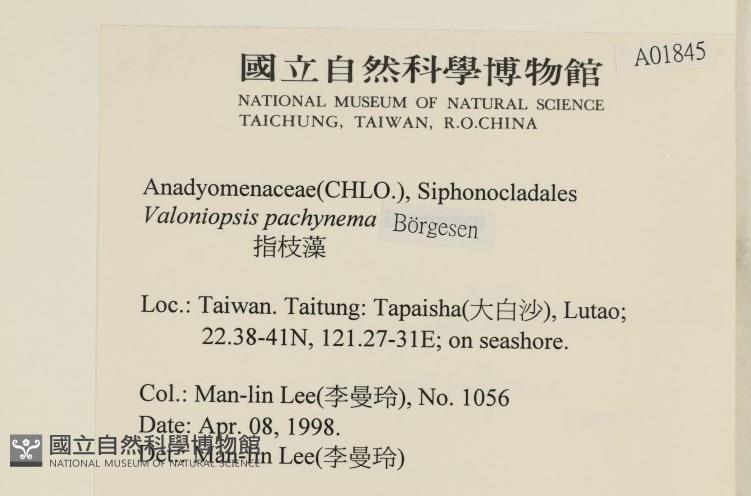 國立自然科學博物館
A01845
NATIONAL MUSEUM OF NATURAL SCIENCE
TAICHUNG, TAIWAN, R.O.CHINA
Anadyomenaceae(CHLO.), Siphonocladales
Valoniopsis pachynema Börgesen
指枝藻
Loc.: Taiwan. Taitung: Tapaisha(大白沙), Lutao;
22.38-41N, 121.27-31E; on seashore.
Col.: Man-lin Lee(李曼玲), No. 1056
Date: Apr. 08, 1998.
Det.: Man-lin Lee(李曼玲)
國立自然科學博物館
NATIONAL MUSEUM OF NATURAL SCIENCE